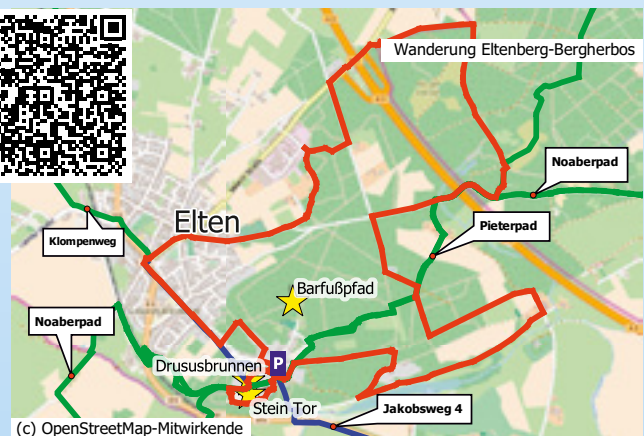 Wanderung Eltenberg-Bergherbos
Noaberpad
Elten
Klompenweg
Pieterpad
Barfußpfad
Noaberpad
Drususbrunnen
P
Stein Tor
Jakobsweg 4
(c) OpenStreetMap-Mitwirkende